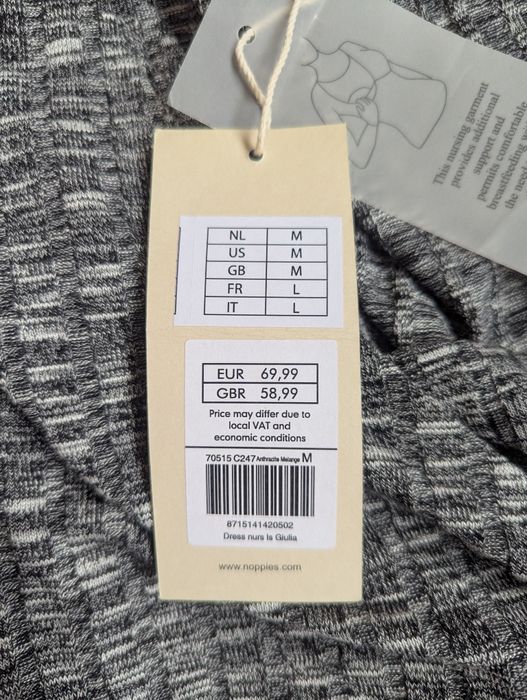 This nursing garment
provides additional
support and
permits comfortable
breastfeeding
NL M
US M
GB M
FR L
IT L
EUR 69,99
GBR 58,99
Price may differ due to
local VAT and
economic conditions
70515 C247 Anthracite Melange M
8715141420502
Dress nurs ls Giulia
www.noppies.com